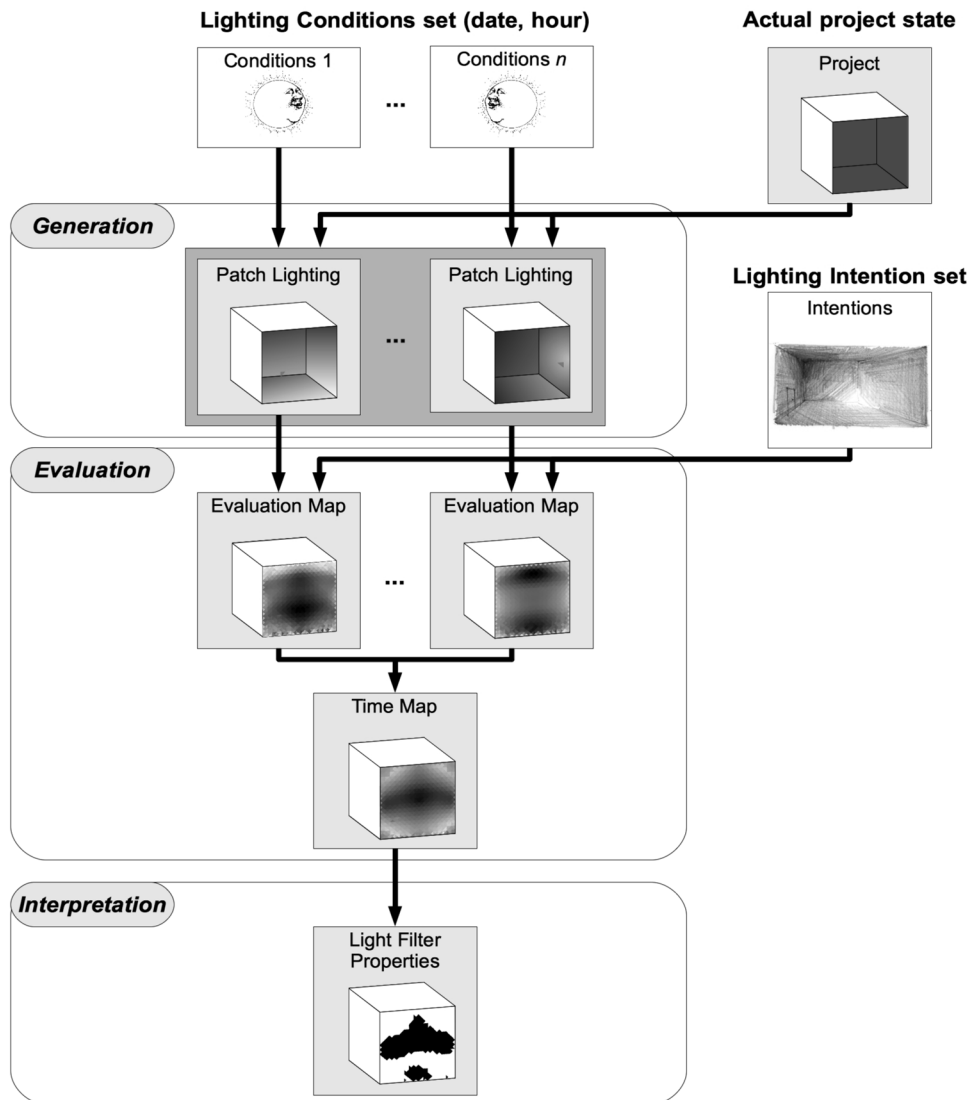 Lighting Conditions set (date, hour)
Actual project state
Conditions 1
...
Conditions n
Project
Generation
Patch Lighting
...
Patch Lighting
Lighting Intention set
Intentions
Evaluation
Evaluation Map
...
Evaluation Map
Time Map
Interpretation
Light Filter
Properties